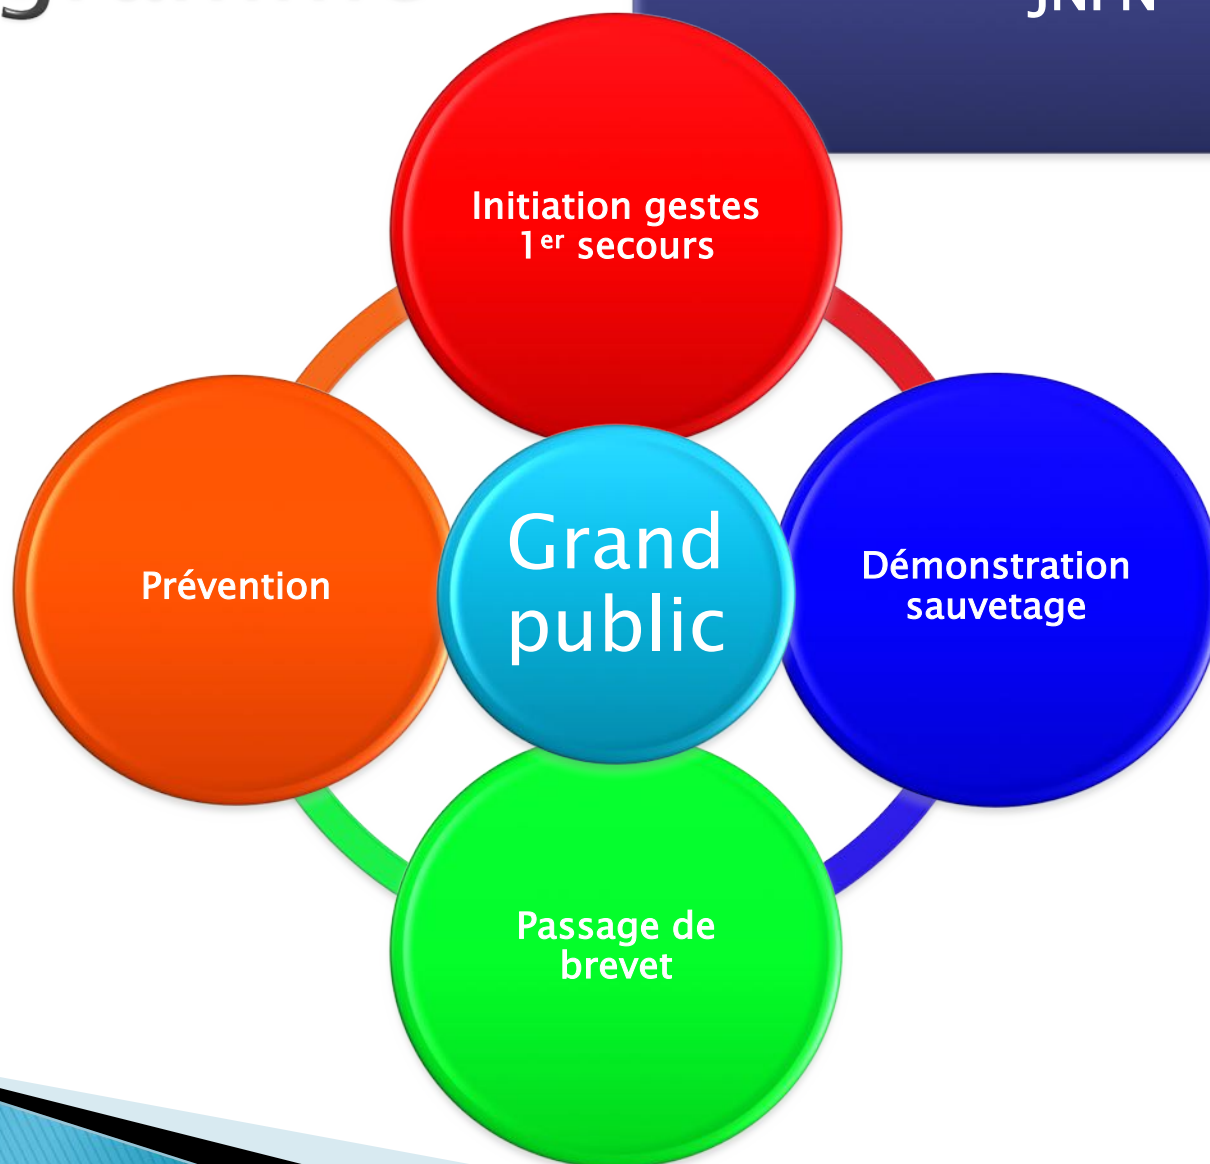 Initiation gestes
1er secours
Prévention
Grand
public
Démonstration
sauvetage
Passage de
brevet